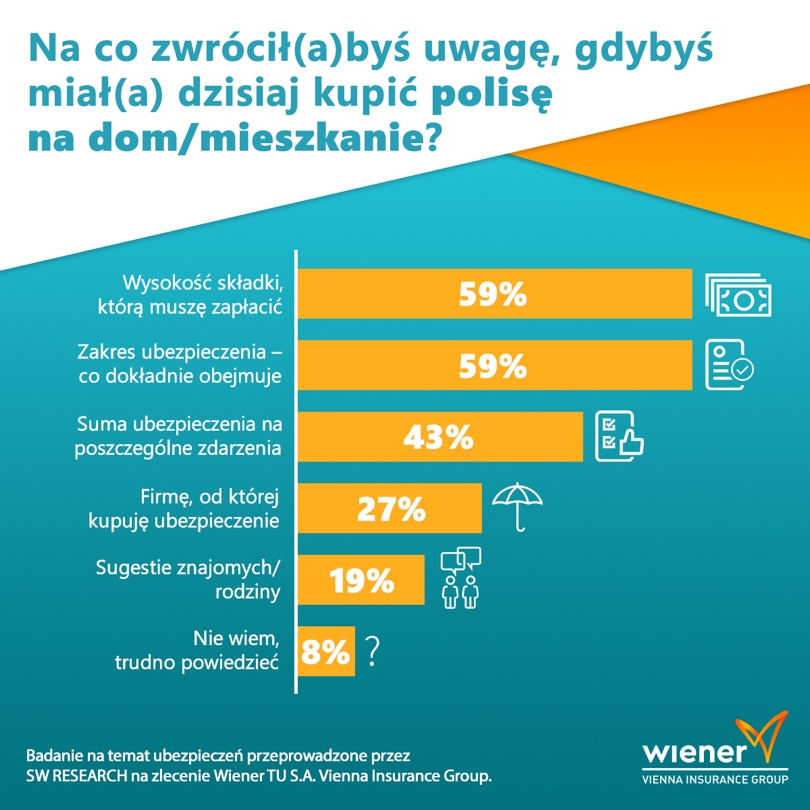 Na co zwrócił(a)byś uwagę, gdybyś
miał(a) dzisiaj kupić polisę
na dom/mieszkanie?
Wysokość składki,
którą muszę zapłacić
59%
Zakres ubezpieczenia –
co dokładnie obejmuje
59%
Suma ubezpieczenia na
poszczególne zdarzenia
43%
Firmę, od której
kupuję ubezpieczenie
27%
Sugestie znajomych/
rodziny
19%
Nie wiem,
trudno powiedzieć
8%
?
Badanie na temat ubezpieczeń przeprowadzone przez
SW RESEARCH na zlecenie Wiener TU S.A. Vienna Insurance Group.
wiener
VIENNA INSURANCE GROUP